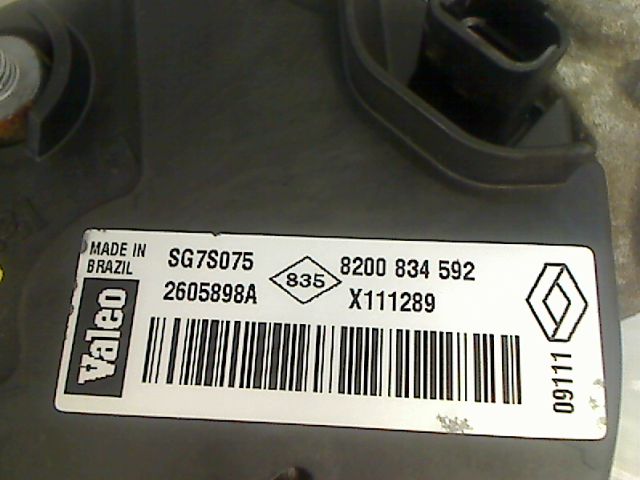 MADE IN
BRAZIL
Valeo
SG7S075
2605898A
835
8200 834 592
X111289
09111